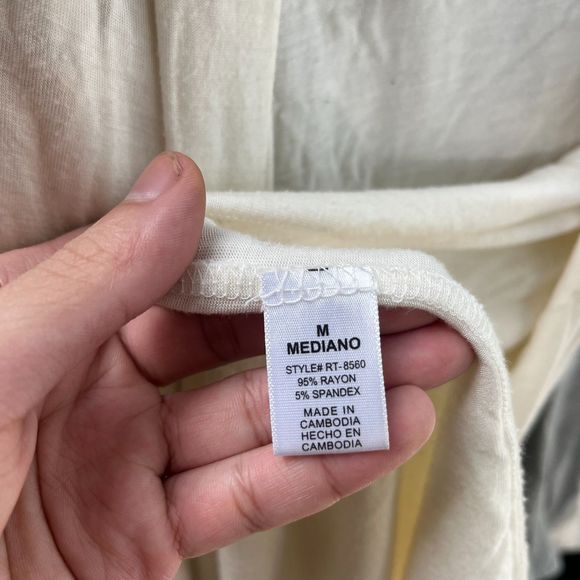 M
MEDIANO
STYLE# RT-8560
95% RAYON
5% SPANDEX
MADE IN
CAMBODIA
HECHO EN
CAMBODIA